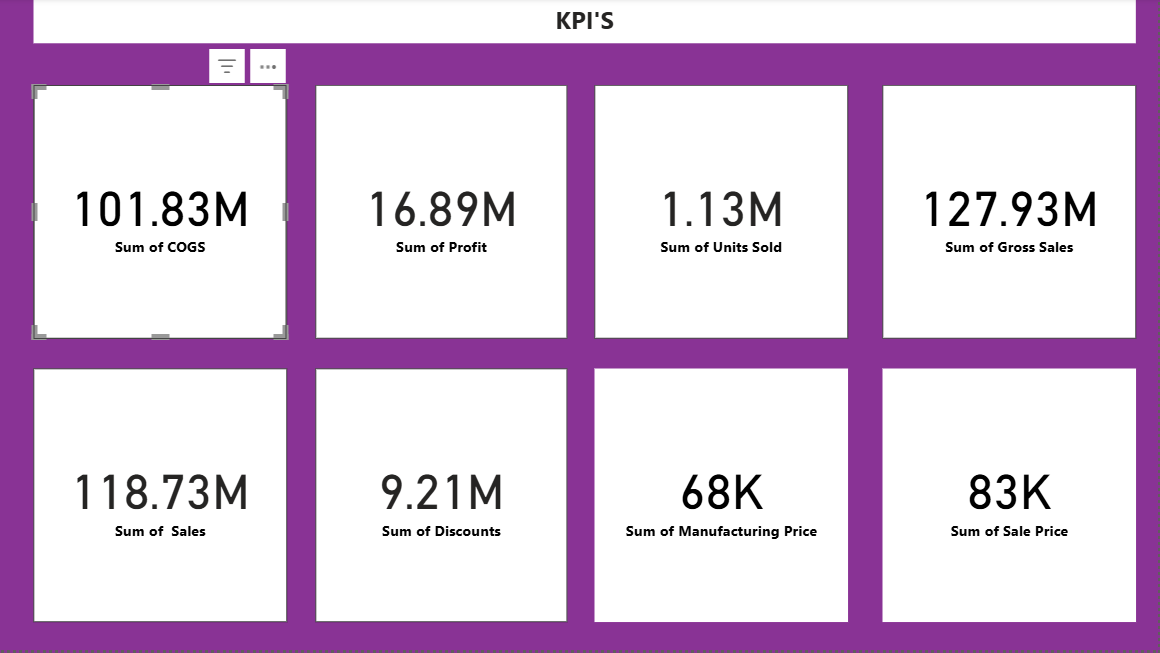 KPI'S
101.83M
Sum of COGS
16.89M
Sum of Profit
1.13M
Sum of Units Sold
127.93M
Sum of Gross Sales
118.73M
Sum of  Sales
9.21M
Sum of Discounts
68K
Sum of Manufacturing Price
83K
Sum of Sale Price